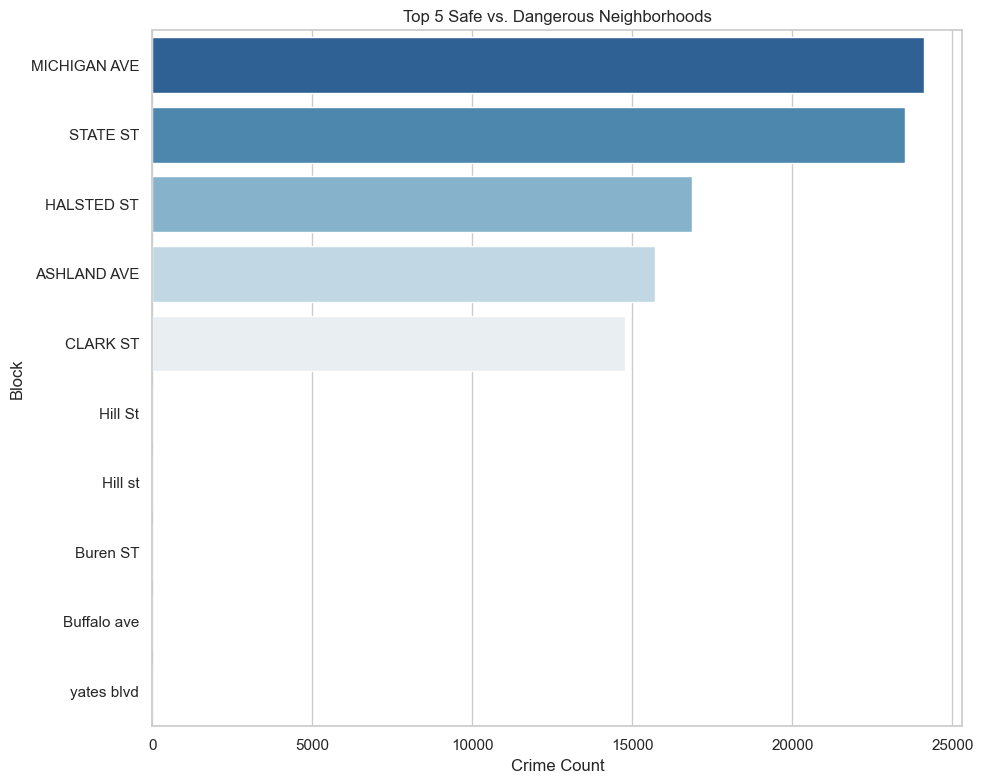 Top 5 Safe vs. Dangerous Neighborhoods
MICHIGAN AVE
STATE ST
HALSTED ST
ASHLAND AVE
CLARK ST
Hill St
Hill st
Buren ST
Buffalo ave
yates blvd
Block
0 5000 10000 15000 20000 25000
Crime Count